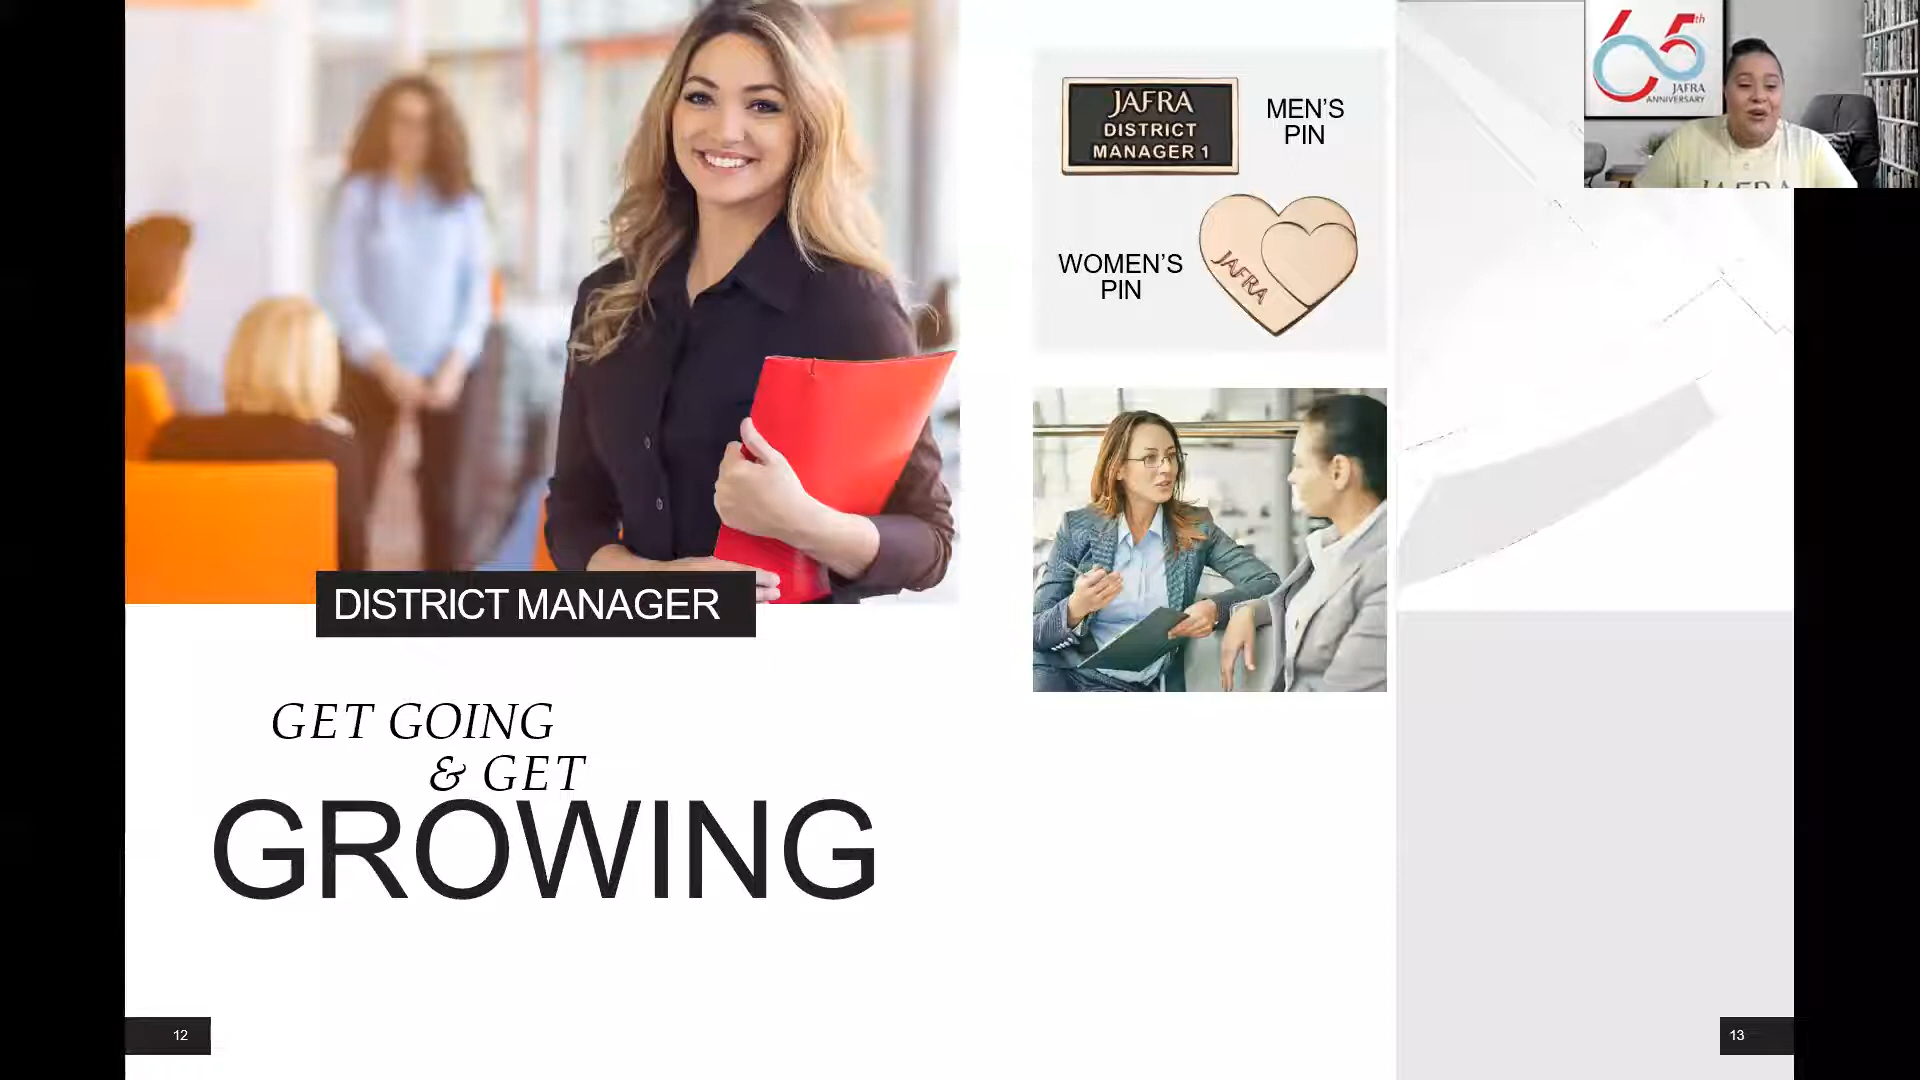 DISTRICT MANAGER
GET GOING
& GET
GROWING
12
JAFRA
DISTRICT
MANAGER 1
MEN'S
PIN
WOMEN'S
PIN
JAFRA
65th
JAFRA
ANNIVERSARY
JAFRA
13